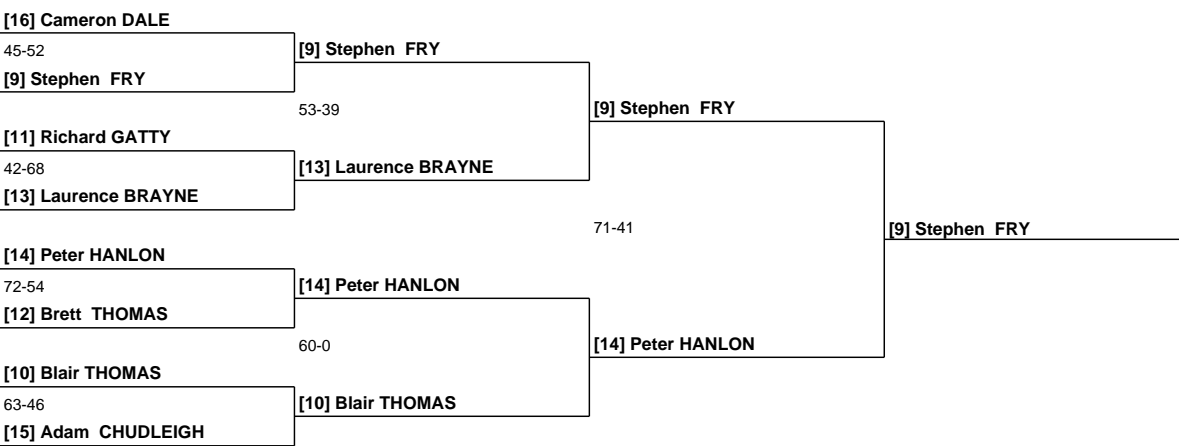 [16] Cameron DALE
45-52
[9] Stephen  FRY
[9] Stephen  FRY
53-39
[9] Stephen  FRY
[11] Richard GATTY
42-68
[13] Laurence BRAYNE
[13] Laurence BRAYNE
71-41
[9] Stephen  FRY
[14] Peter HANLON
72-54
[14] Peter HANLON
[12] Brett  THOMAS
60-0
[14] Peter HANLON
[10] Blair THOMAS
63-46
[10] Blair THOMAS
[15] Adam  CHUDLEIGH